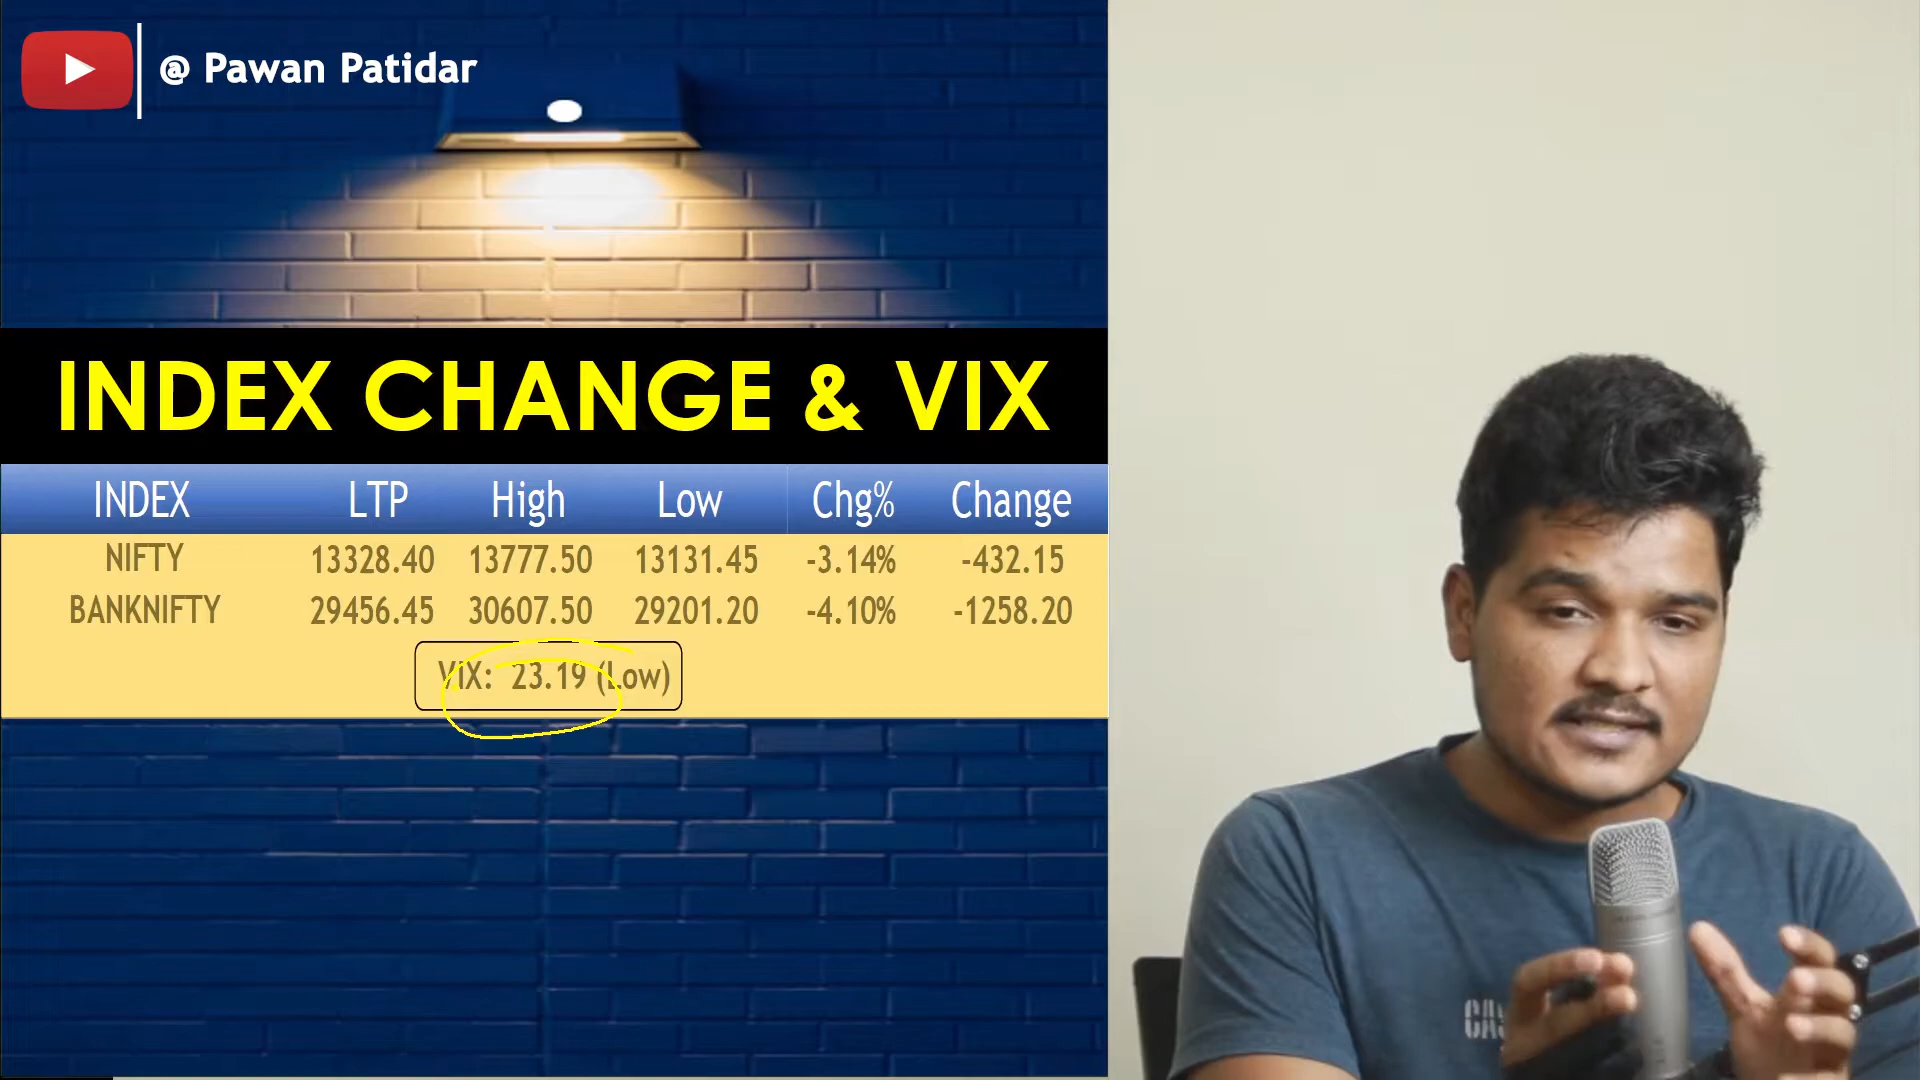 @ Pawan Patidar
INDEX CHANGE & VIX
INDEX LTP High Low Chg% Change
NIFTY 13328.40 13777.50 13131.45 -3.14% -432.15
BANKNIFTY 29456.45 30607.50 29201.20 -4.10% -1258.20
VIX: 23.19 (Low)